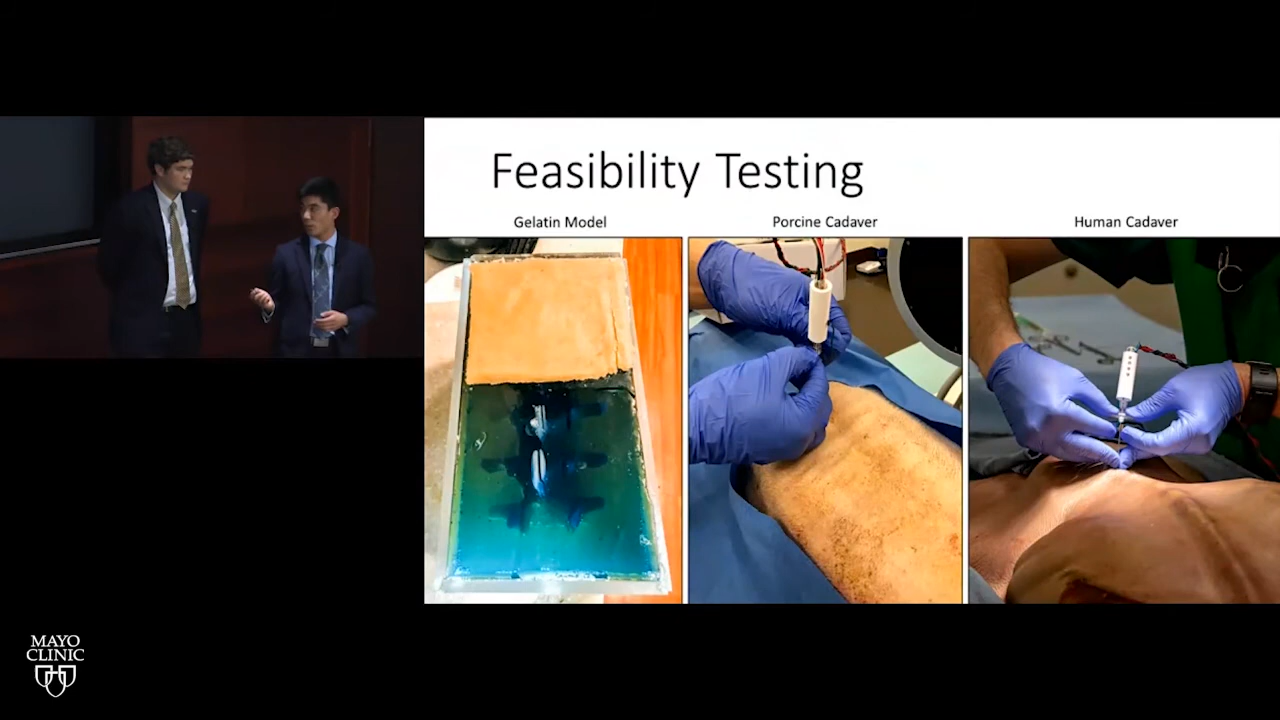 Feasibility Testing
Gelatin Model
Porcine Cadaver
Human Cadaver
MAYO
CLINIC